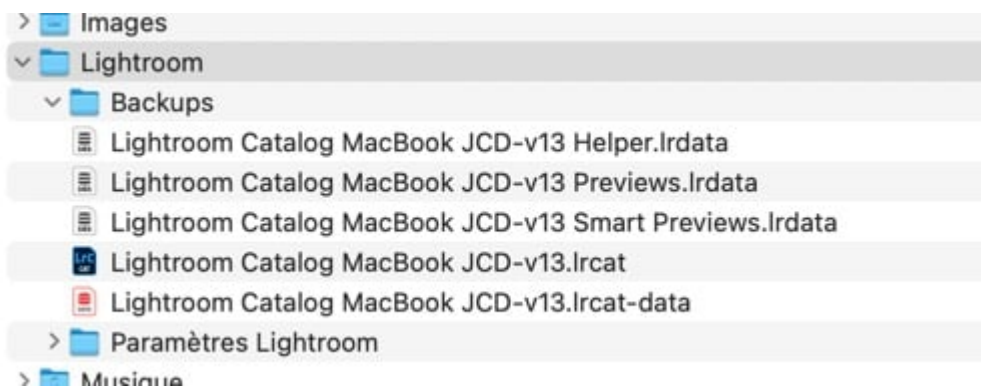 Images
Lightroom
Backups
Lightroom Catalog MacBook JCD-v13 Helper.lrdata
Lightroom Catalog MacBook JCD-v13 Previews.lrdata
Lightroom Catalog MacBook JCD-v13 Smart Previews.lrdata
Lightroom Catalog MacBook JCD-v13.lrcat
Lightroom Catalog MacBook JCD-v13.lrcat-data
Paramètres Lightroom
Musique